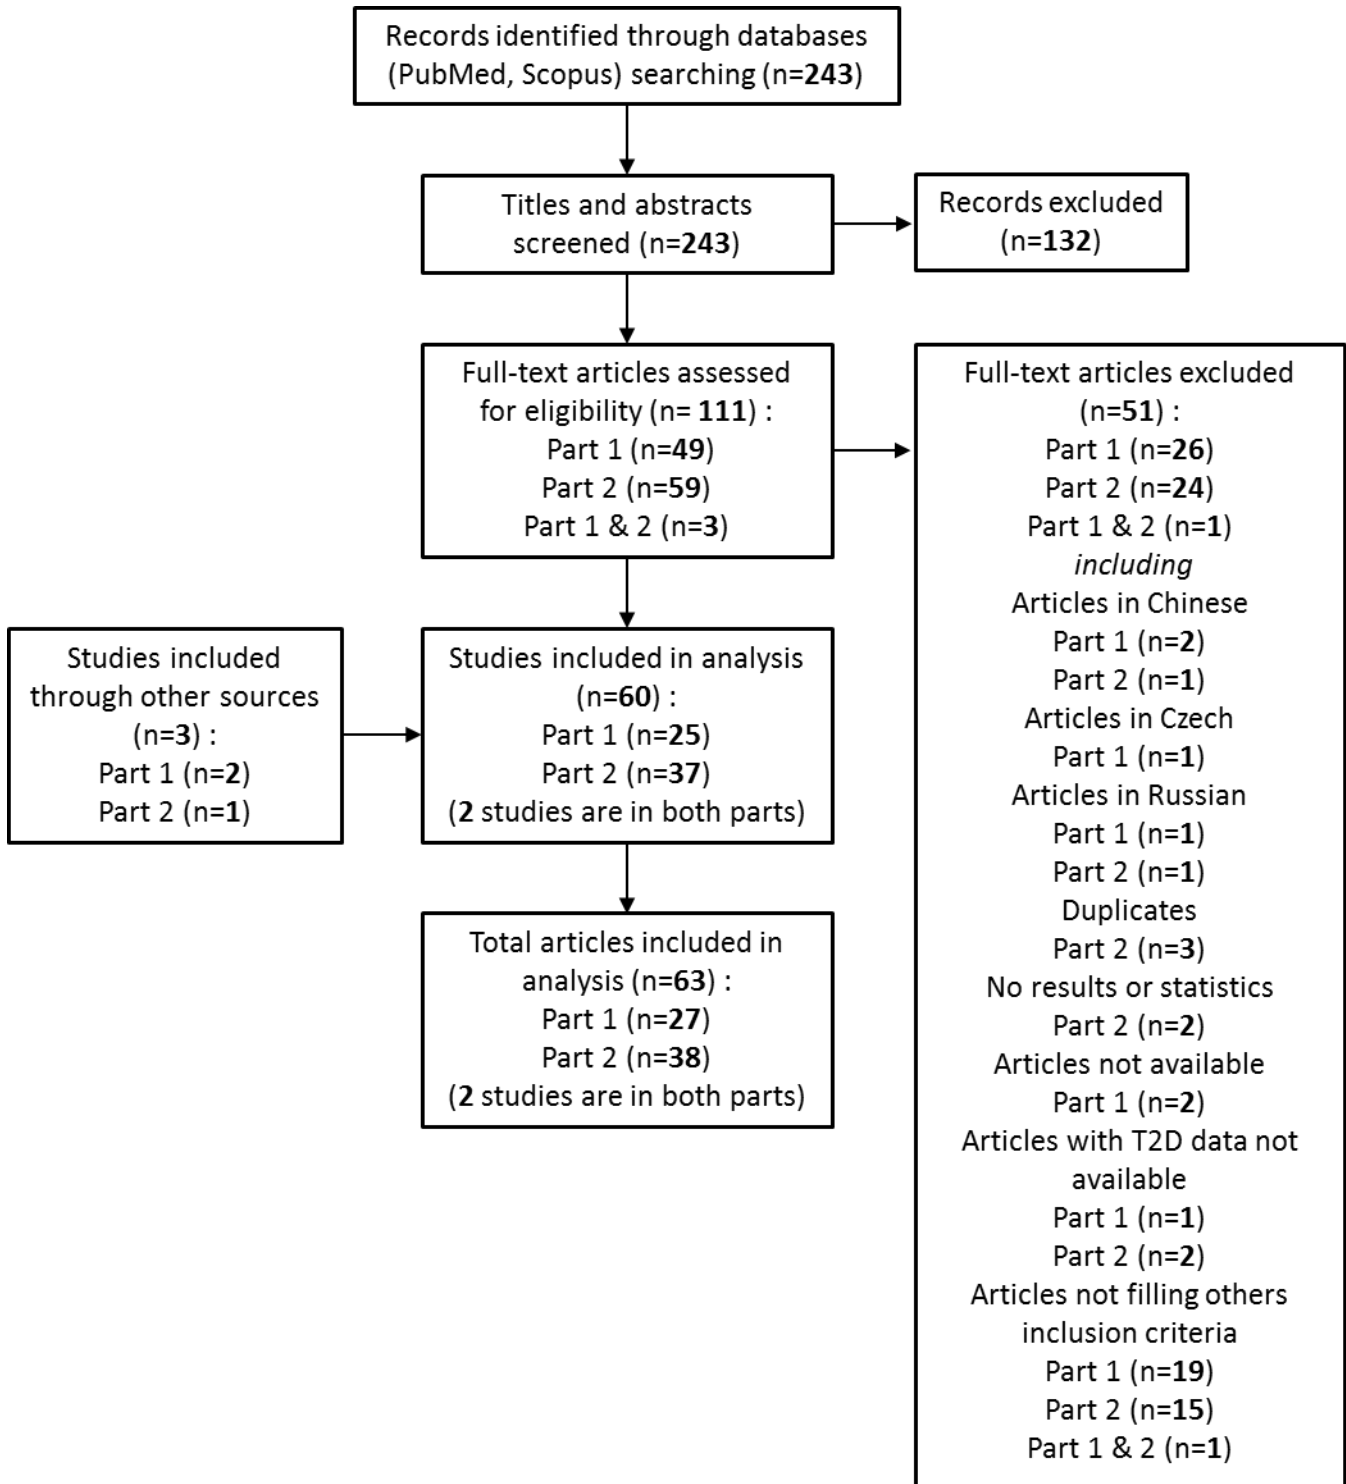 Records identified through databases
(PubMed, Scopus) searching (n=243)
Titles and abstracts
screened (n=243)
Records excluded
(n=132)
Full-text articles assessed
for eligibility (n= 111) :
Part 1 (n=49)
Part 2 (n=59)
Part 1 & 2 (n=3)
Full-text articles excluded
(n=51) :
Part 1 (n=26)
Part 2 (n=24)
Part 1 & 2 (n=1)
including
Articles in Chinese
Part 1 (n=2)
Part 2 (n=1)
Articles in Czech
Part 1 (n=1)
Articles in Russian
Part 1 (n=1)
Part 2 (n=1)
Duplicates
Part 2 (n=3)
No results or statistics
Part 2 (n=2)
Articles not available
Part 1 (n=2)
Articles with T2D data not
available
Part 1 (n=1)
Part 2 (n=2)
Articles not filling others
inclusion criteria
Part 1 (n=19)
Part 2 (n=15)
Part 1 & 2 (n=1)
Studies included
through other sources
(n=3) :
Part 1 (n=2)
Part 2 (n=1)
Studies included in analysis
(n=60) :
Part 1 (n=25)
Part 2 (n=37)
(2 studies are in both parts)
Total articles included in
analysis (n=63) :
Part 1 (n=27)
Part 2 (n=38)
(2 studies are in both parts)